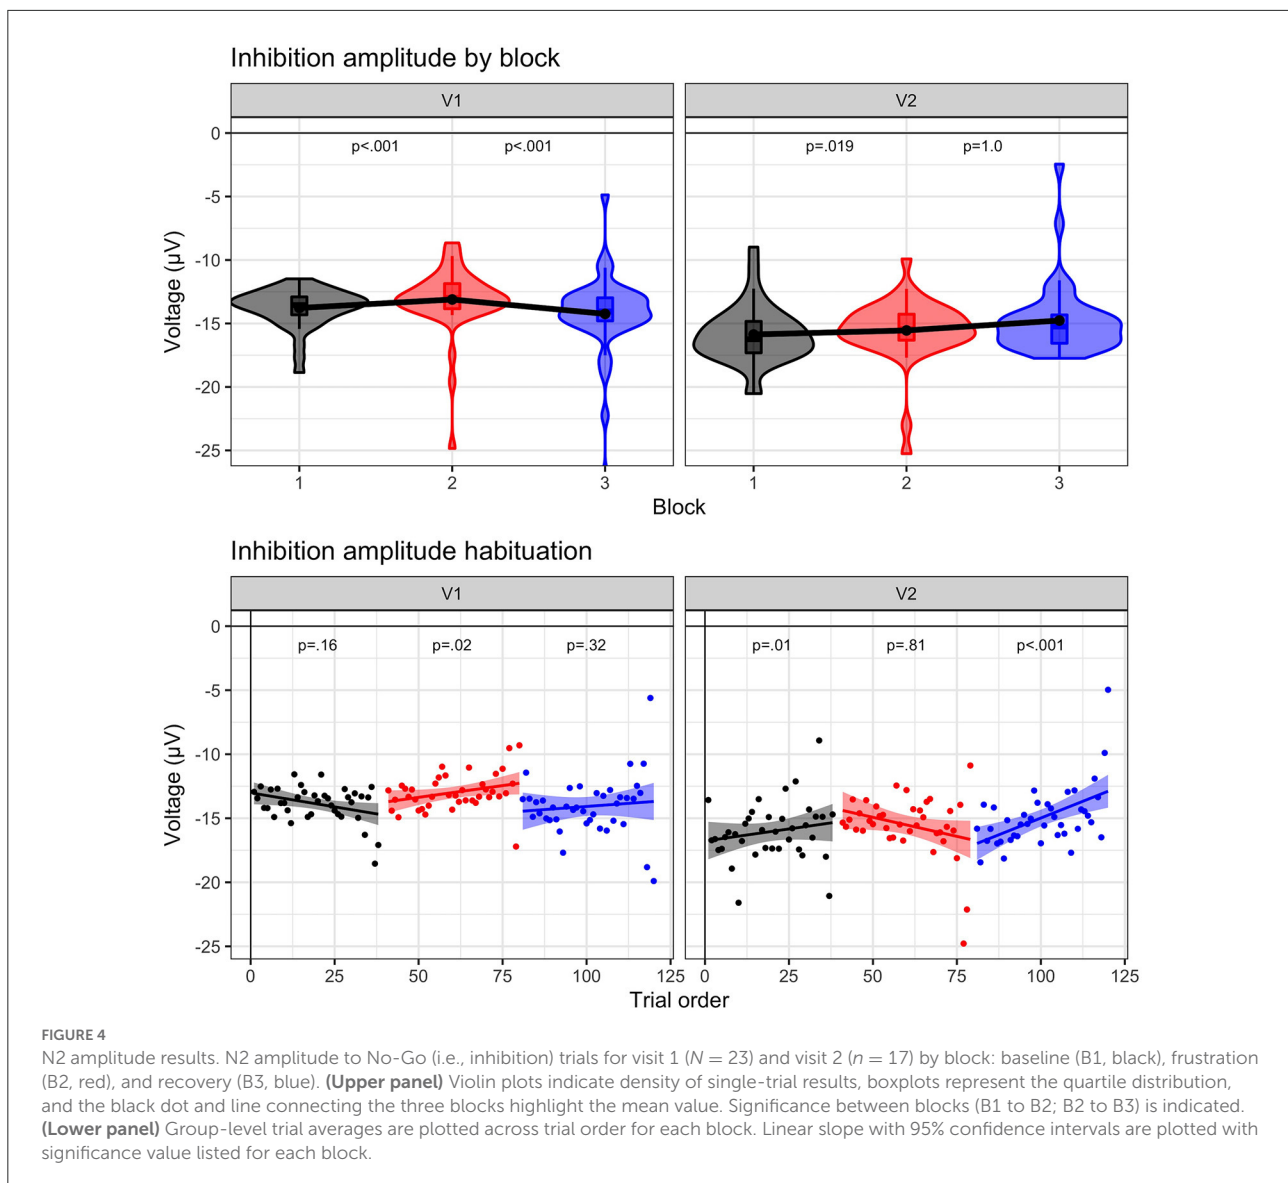 Inhibition amplitude by block
V1
V2
p<.001
p<.001
p=.019
p=1.0
0
-5
-10
-15
-20
-25
Voltage (µV)
1
2
3
1
2
3
Block
Inhibition amplitude habituation
V1
V2
p=.16
p=.02
p=.32
p=.01
p=.81
p<.001
0
-5
-10
-15
-20
-25
Voltage (µV)
0
25
50
75
100
125
0
25
50
75
100
125
Trial order
FIGURE 4
N2 amplitude results. N2 amplitude to No-Go (i.e., inhibition) trials for visit 1 (N = 23) and visit 2 (n = 17) by block: baseline (B1, black), frustration
(B2, red), and recovery (B3, blue). (Upper panel) Violin plots indicate density of single-trial results, boxplots represent the quartile distribution,
and the black dot and line connecting the three blocks highlight the mean value. Significance between blocks (B1 to B2; B2 to B3) is indicated.
(Lower panel) Group-level trial averages are plotted across trial order for each block. Linear slope with 95% confidence intervals are plotted with
significance value listed for each block.